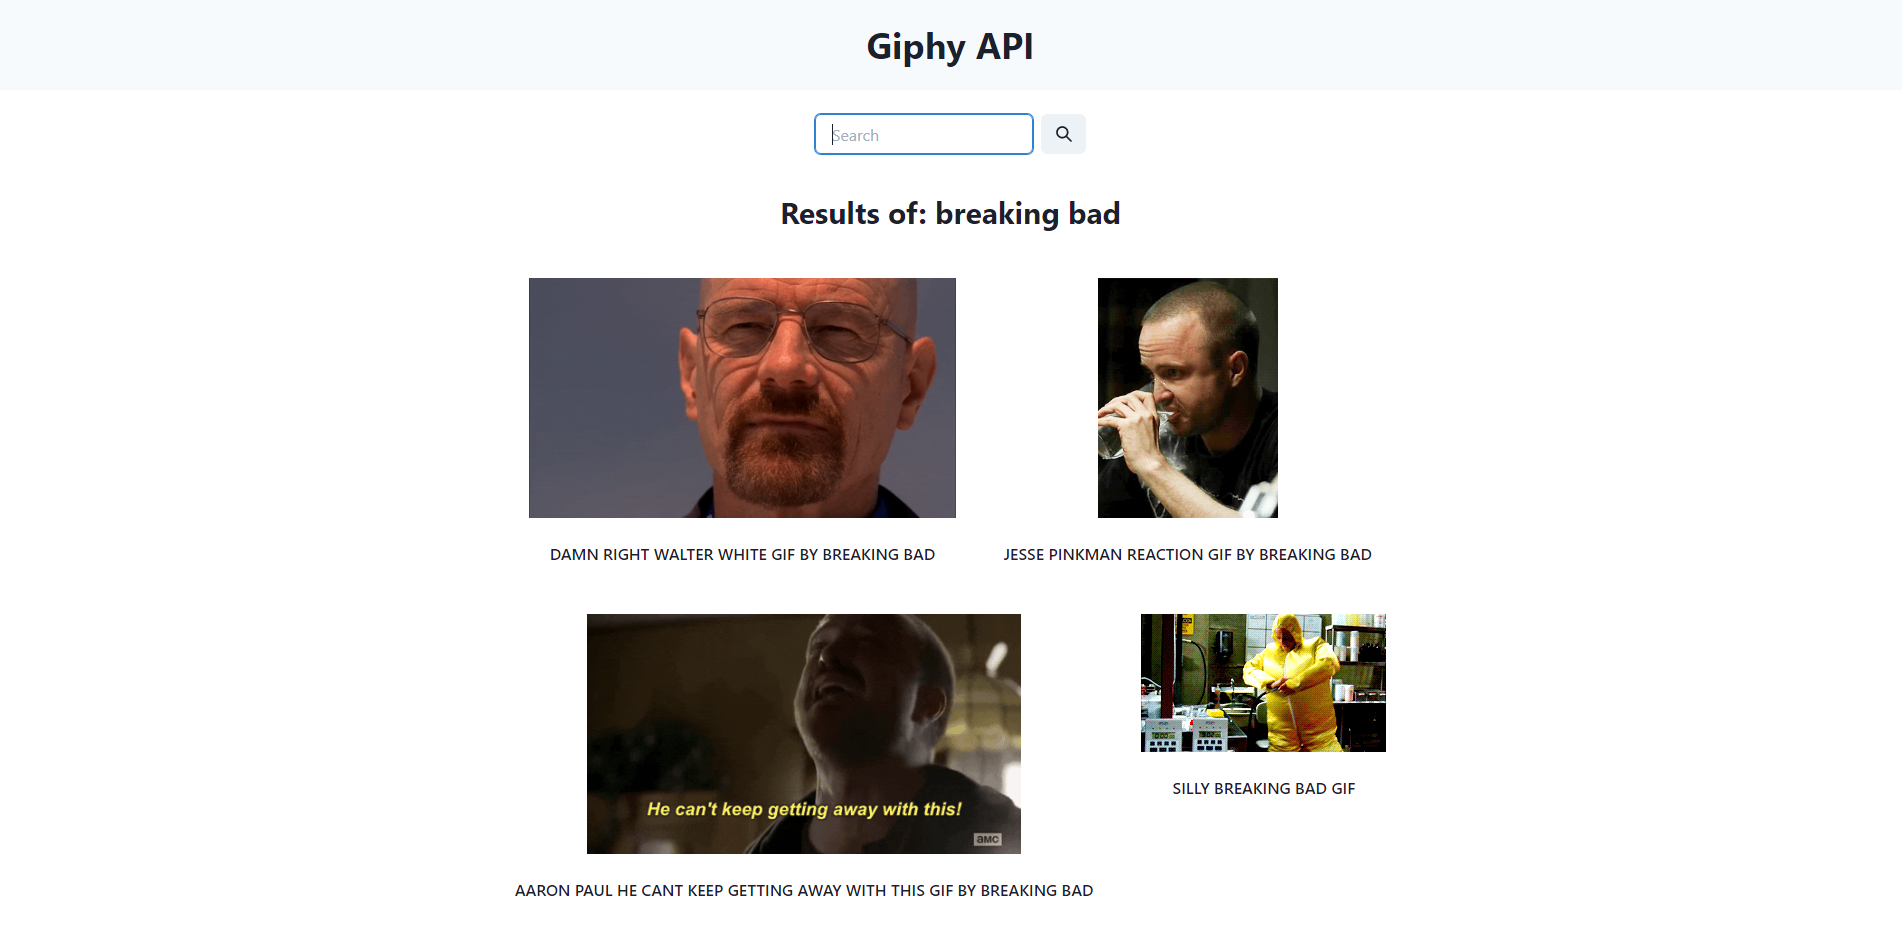 Giphy API
Search
Results of: breaking bad
DAMN RIGHT WALTER WHITE GIF BY BREAKING BAD
JESSE PINKMAN REACTION GIF BY BREAKING BAD
He can't keep getting away with this!
aMC
SILLY BREAKING BAD GIF
AARON PAUL HE CANT KEEP GETTING AWAY WITH THIS GIF BY BREAKING BAD